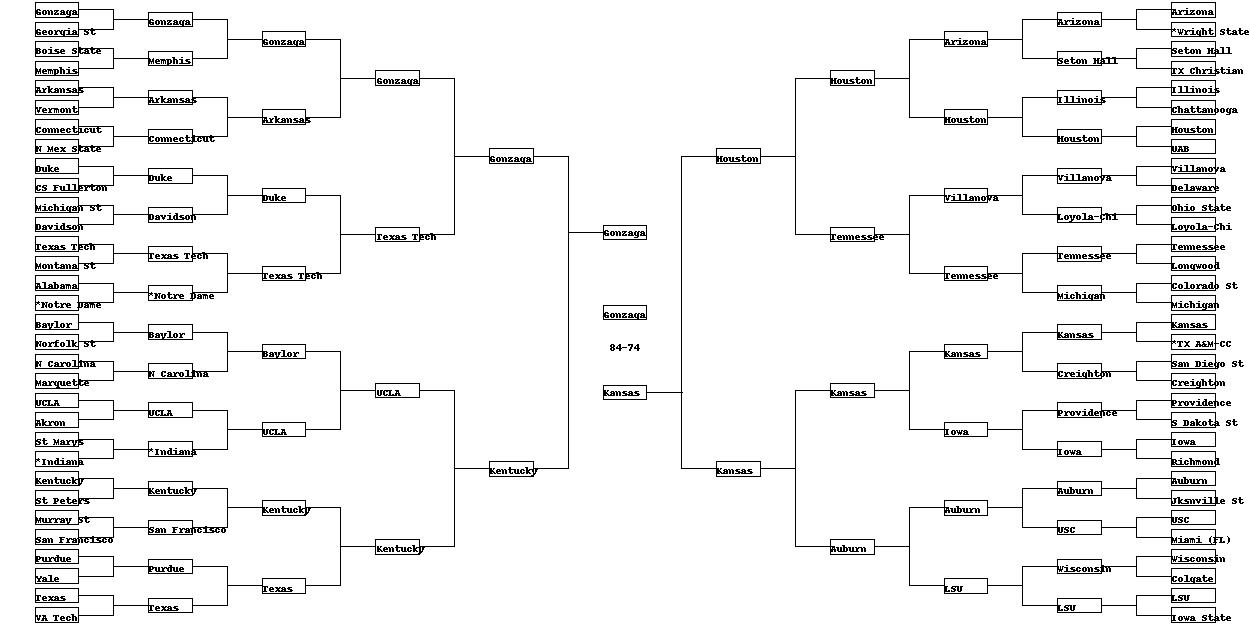 Gonzaga
Georgia St
Boise State
Memphis
Arkansas
Vermont
Connecticut
N Mex State
Duke
CS Fullerton
Michigan St
Davidson
Texas Tech
Montana St
Alabama
*Notre Dame
Baylor
Norfolk St
N Carolina
Marquette
UCLA
Akron
St Marys
*Indiana
Kentucky
St Peters
Murray St
San Francisco
Purdue
Yale
Texas
VA Tech
Gonzaga
Memphis
Arkansas
Connecticut
Duke
Davidson
Texas Tech
*Notre Dame
Baylor
N Carolina
UCLA
*Indiana
Kentucky
San Francisco
Purdue
Texas
Gonzaga
Arkansas
Duke
Texas Tech
Baylor
UCLA
Kentucky
Texas
Gonzaga
Texas Tech
UCLA
Kentucky
Gonzaga
Kentucky
Gonzaga
Gonzaga
84-74
Kansas
Houston
Kansas
Houston
Tennessee
Kansas
Auburn
Arizona
Houston
Villanova
Tennessee
Kansas
Iowa
Auburn
LSU
Arizona
Seton Hall
Illinois
Houston
Villanova
Loyola-Chi
Tennessee
Michigan
Kansas
Creighton
Providence
Iowa
Auburn
USC
Wisconsin
LSU
Arizona
*Wright State
Seton Hall
TX Christian
Illinois
Chattanooga
Houston
UAB
Villanova
Delaware
Ohio State
Loyola-Chi
Tennessee
Longwood
Colorado St
Michigan
Kansas
*TX A&M-CC
San Diego St
Creighton
Providence
S Dakota St
Iowa
Richmond
Auburn
Jksnville St
USC
Miami (FL)
Wisconsin
Colgate
LSU
Iowa State